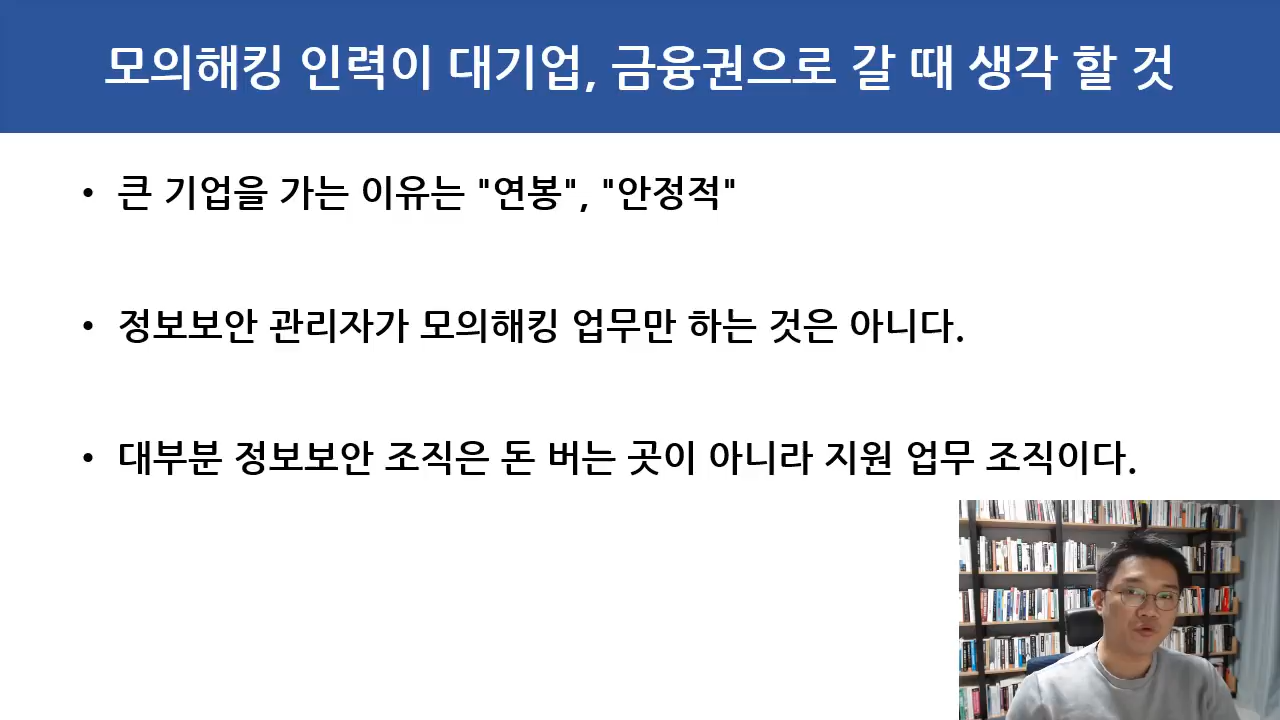 모의해킹 인력이 대기업, 금융권으로 갈 때 생각 할 것
• 큰 기업을 가는 이유는 "연봉", "안정적"
• 정보보안 관리자가 모의해킹 업무만 하는 것은 아니다.
• 대부분 정보보안 조직은 돈 버는 곳이 아니라 지원 업무 조직이다.